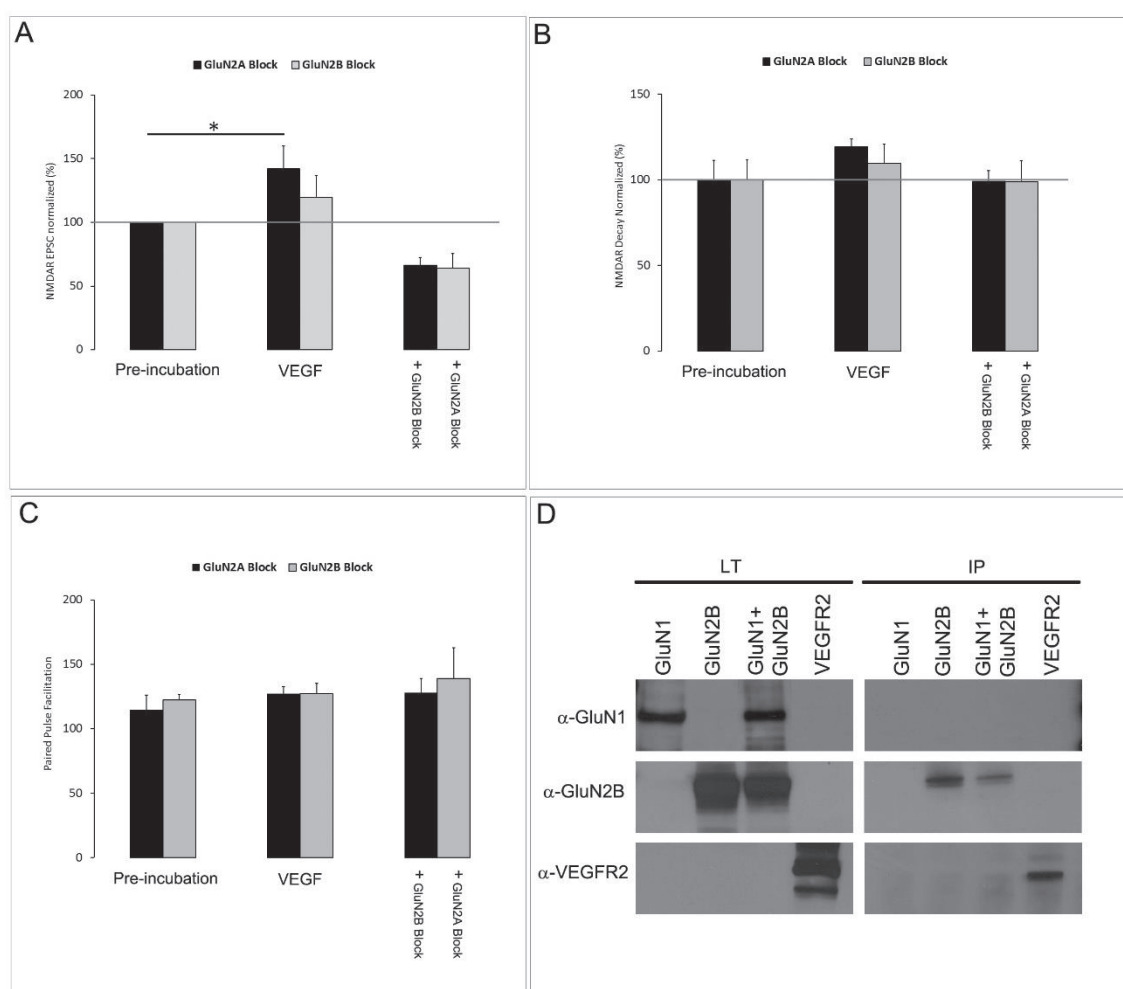 A
■ GluN2A Block ■ GluN2B Block
NMDAR EPSC normalized (%)
200
150
100
50
0
*
Pre-incubation
VEGF
+ GluN2B Block
+ GluN2A Block
B
■ GluN2A Block ■ GluN2B Block
NMDAR Decay Normalized (%)
150
100
50
0
Pre-incubation
VEGF
+ GluN2B Block
+ GluN2A Block
C
■ GluN2A Block ■ GluN2B Block
Paired Pulse Facilitation
200
150
100
50
0
Pre-incubation
VEGF
+ GluN2B Block
+ GluN2A Block
D
LT
IP
GluN1
GluN2B
GluN1+
GluN2B
VEGFR2
GluN1
GluN2B
GluN1+
GluN2B
VEGFR2
α-GluN1
α-GluN2B
α-VEGFR2